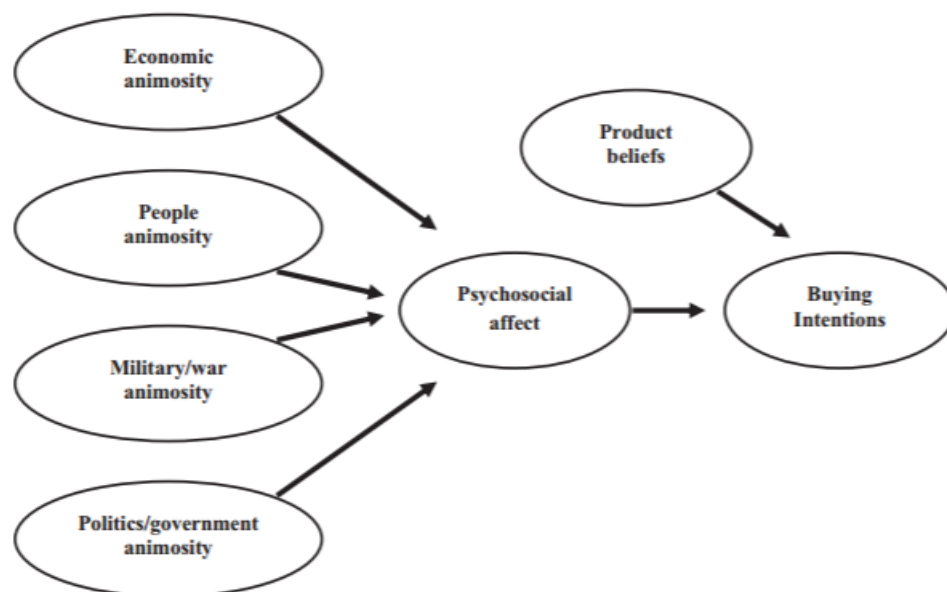 Economic
animosity
People
animosity
Military/war
animosity
Politics/government
animosity
Psychosocial
affect
Product
beliefs
Buying
Intentions